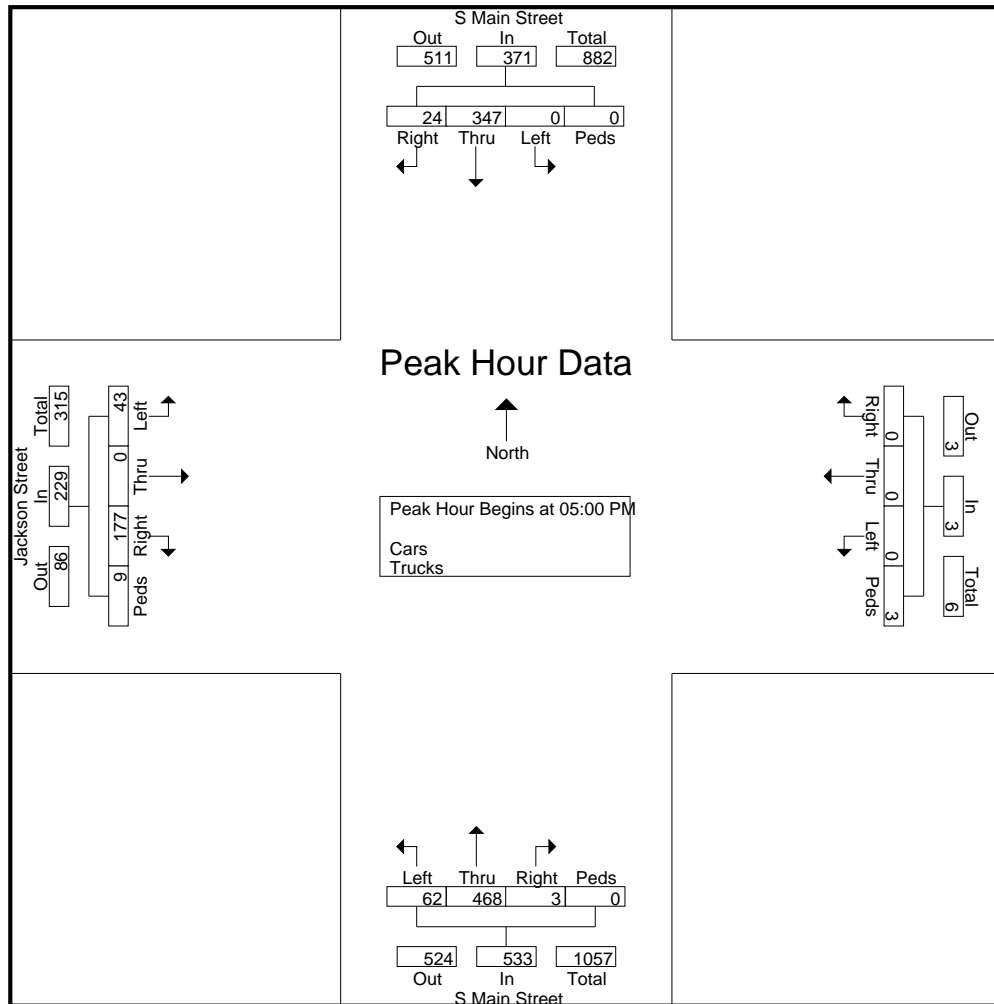 S Main Street
Out In Total
511 371 882
24 347 0 0
Right Thru Left Peds
Peak Hour Data
North
Peak Hour Begins at 05:00 PM
Cars
Trucks
Jackson Street
Out In Total
86 229 315
9 177 0 43
Peds Right Thru Left
Out In Total
3 3 6
0 0 0 3
Right Thru Left Peds
Left Thru Right Peds
62 468 3 0
524 533 1057
Out In Total
S Main Street